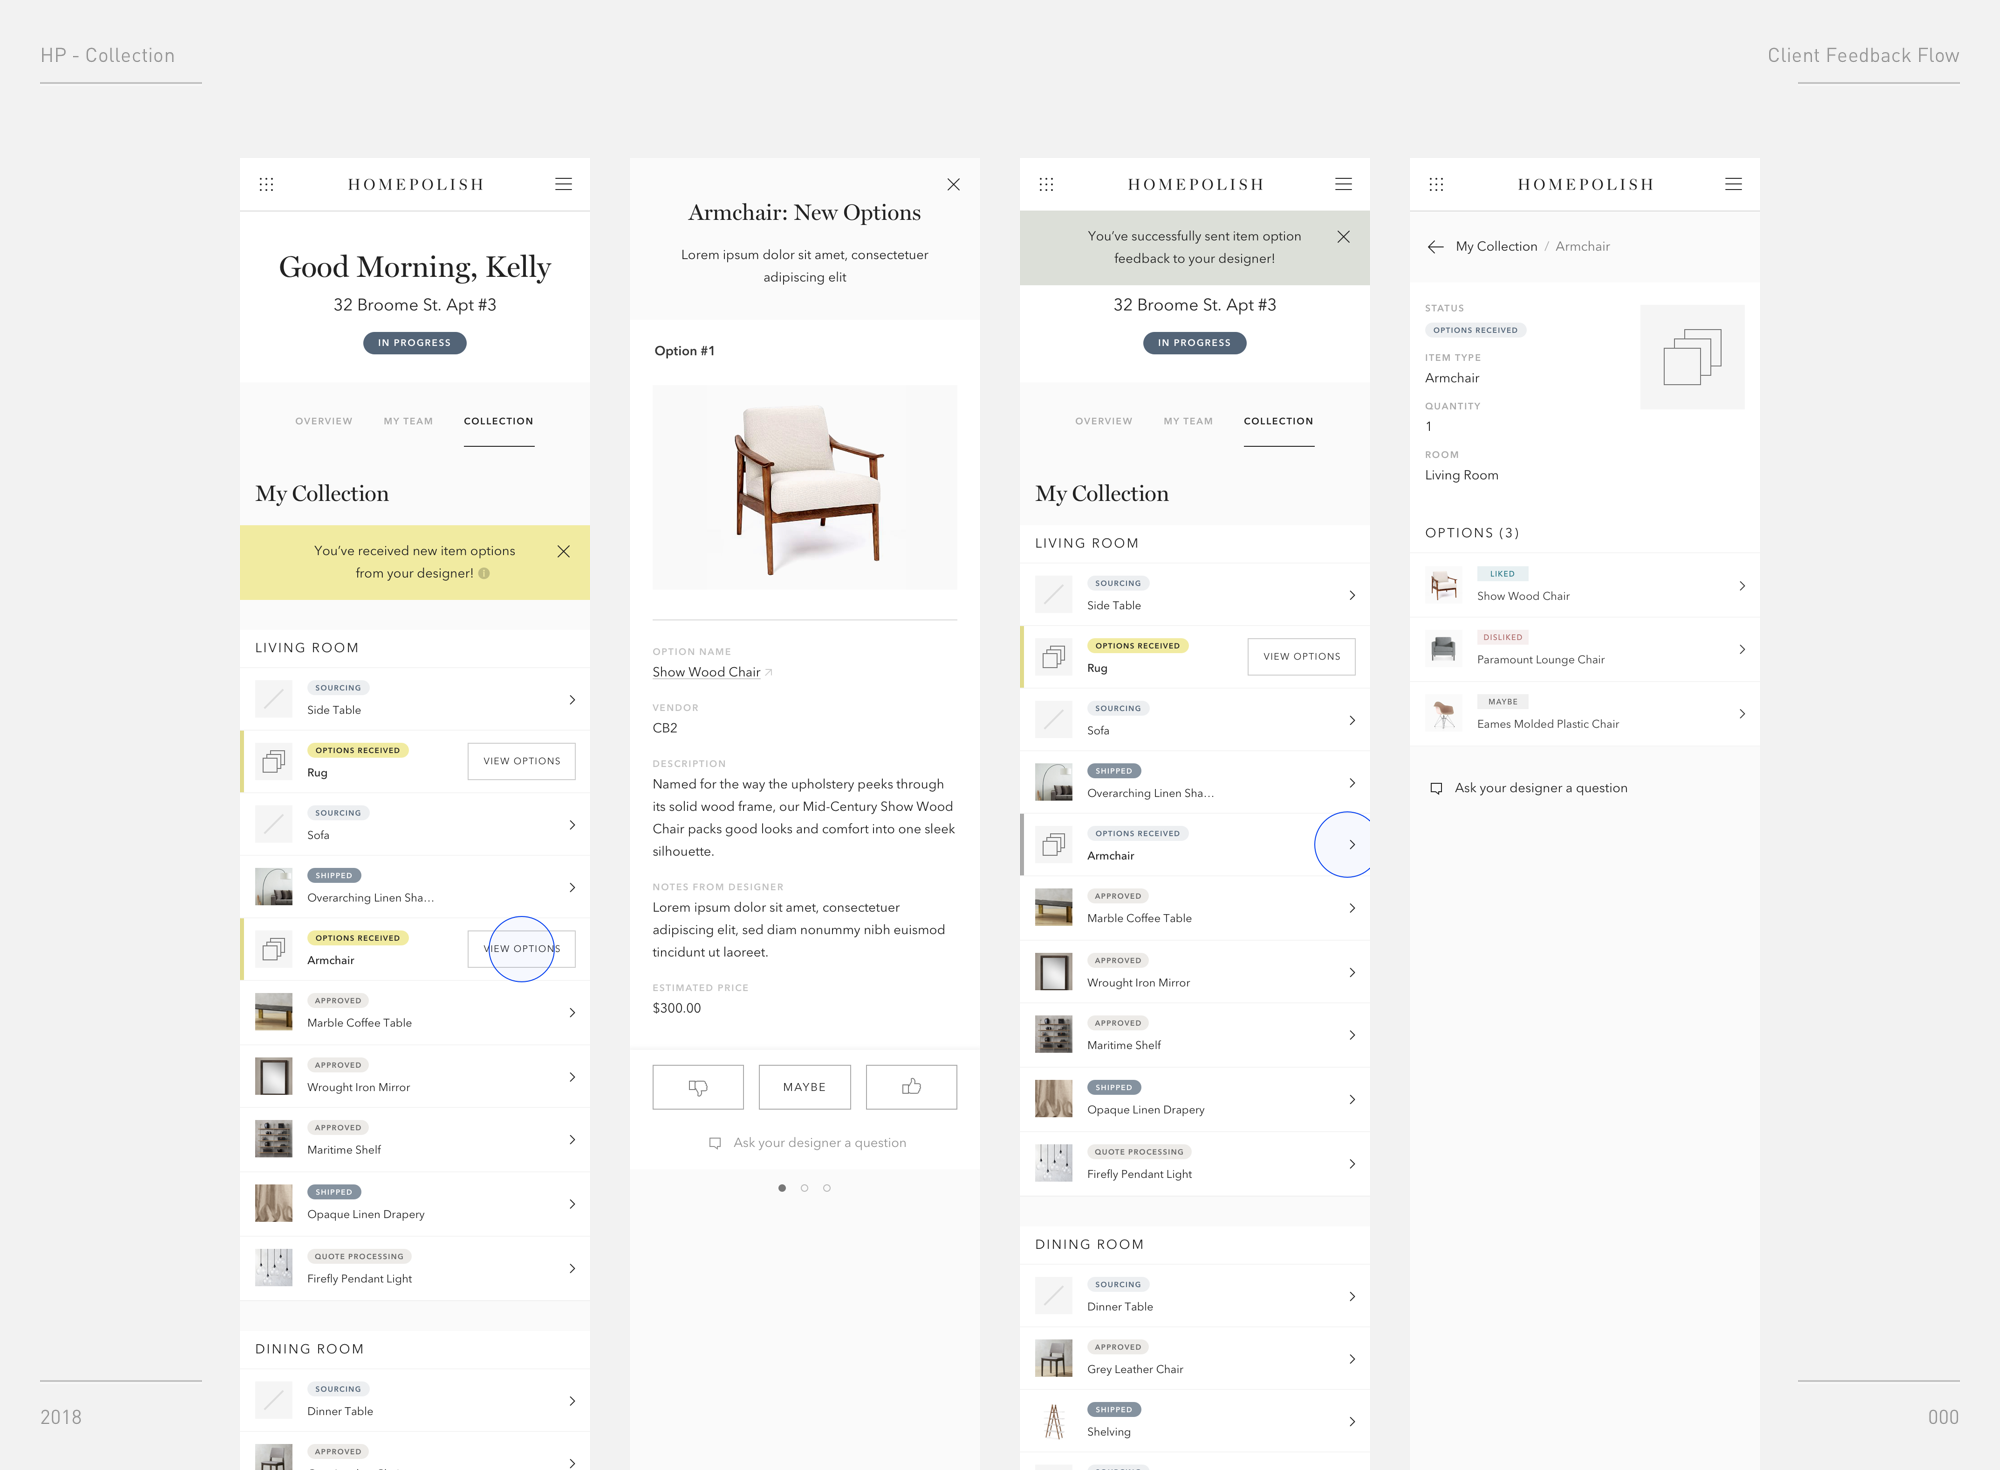 HP - Collection
Client Feedback Flow
HOMEPOLISH
Good Morning, Kelly
32 Broome St. Apt #3
IN PROGRESS
OVERVIEW
MY TEAM
COLLECTION
My Collection
You've received new item options
from your designer!
LIVING ROOM
SOURCING
Side Table
OPTIONS RECEIVED
Rug
VIEW OPTIONS
SOURCING
Sofa
SHIPPED
Overarching Linen Sha...
OPTIONS RECEIVED
Armchair
VIEW OPTIONS
APPROVED
Marble Coffee Table
APPROVED
Wrought Iron Mirror
APPROVED
Maritime Shelf
SHIPPED
Opaque Linen Drapery
QUOTE PROCESSING
Firefly Pendant Light
DINING ROOM
SOURCING
Dinner Table
APPROVED
Armchair: New Options
Lorem ipsum dolor sit amet, consectetuer
adipiscing elit
Option #1
OPTION NAME
Show Wood Chair
VENDOR
CB2
DESCRIPTION
Named for the way the upholstery peeks through
its solid wood frame, our Mid-Century Show Wood
Chair packs good looks and comfort into one sleek
silhouette.
NOTES FROM DESIGNER
Lorem ipsum dolor sit amet, consectetuer
adipiscing elit, sed diam nonummy nibh euismod
tincidunt ut laoreet.
ESTIMATED PRICE
$300.00
MAYBE
Ask your designer a question
HOMEPOLISH
You've successfully sent item option
feedback to your designer!
32 Broome St. Apt #3
IN PROGRESS
OVERVIEW
MY TEAM
COLLECTION
My Collection
LIVING ROOM
SOURCING
Side Table
OPTIONS RECEIVED
Rug
VIEW OPTIONS
SOURCING
Sofa
SHIPPED
Overarching Linen Sha...
OPTIONS RECEIVED
Armchair
APPROVED
Marble Coffee Table
APPROVED
Wrought Iron Mirror
APPROVED
Maritime Shelf
SHIPPED
Opaque Linen Drapery
QUOTE PROCESSING
Firefly Pendant Light
DINING ROOM
SOURCING
Dinner Table
APPROVED
Grey Leather Chair
SHIPPED
Shelving
HOMEPOLISH
My Collection / Armchair
STATUS
OPTIONS RECEIVED
ITEM TYPE
Armchair
QUANTITY
1
ROOM
Living Room
OPTIONS (3)
LIKED
Show Wood Chair
DISLIKED
Paramount Lounge Chair
MAYBE
Eames Molded Plastic Chair
Ask your designer a question
2018
000